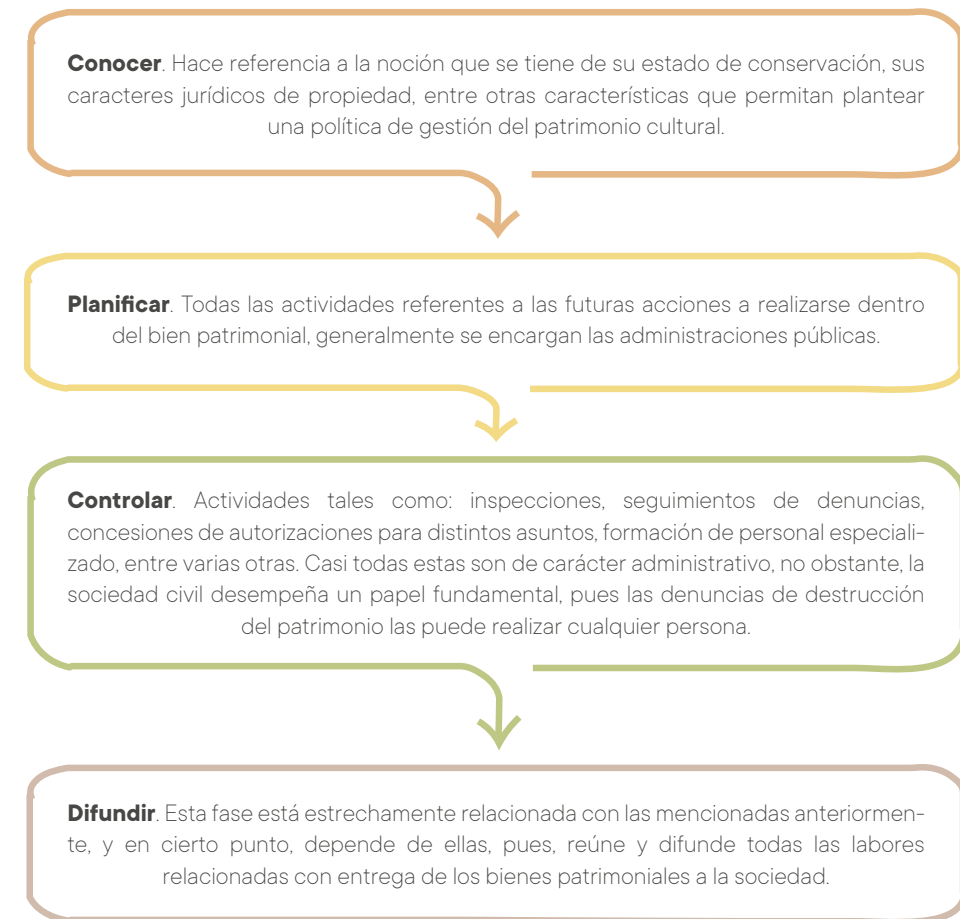 Conocer. Hace referencia a la noción que se tiene de su estado de conservación, sus
caracteres jurídicos de propiedad, entre otras características que permitan plantear
una política de gestión del patrimonio cultural.
Planificar. Todas las actividades referentes a las futuras acciones a realizarse dentro
del bien patrimonial, generalmente se encargan las administraciones públicas.
Controlar. Actividades tales como: inspecciones, seguimientos de denuncias,
concesiones de autorizaciones para distintos asuntos, formación de personal especiali-
zado, entre varias otras. Casi todas estas son de carácter administrativo, no obstante, la
sociedad civil desempeña un papel fundamental, pues las denuncias de destrucción
del patrimonio las puede realizar cualquier persona.
Difundir. Esta fase está estrechamente relacionada con las mencionadas anteriormen-
te, y en cierto punto, depende de ellas, pues, reúne y difunde todas las labores
relacionadas con entrega de los bienes patrimoniales a la sociedad.